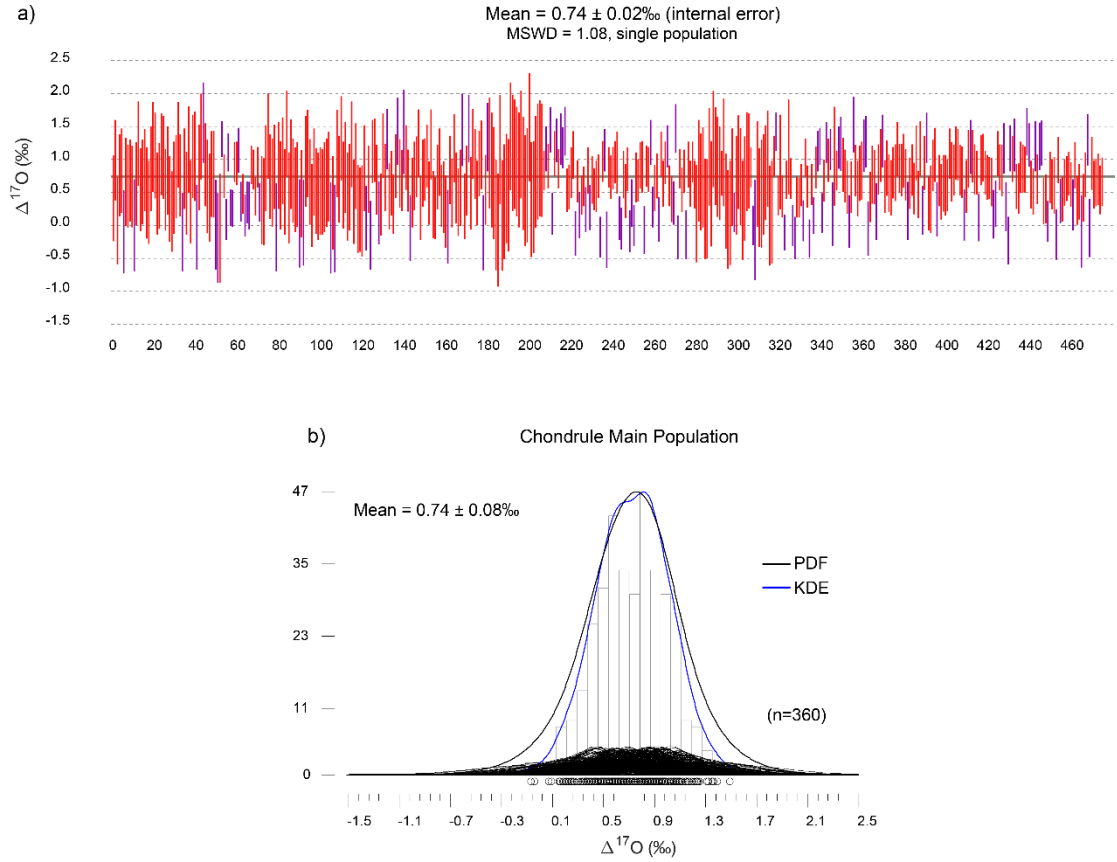 a)
Mean = 0.74 ± 0.02‰ (internal error)
MSWD = 1.08, single population
2.5
2.0
1.5
1.0
0.5
0.0
-0.5
-1.0
-1.5
Δ¹⁷O (‰)
0 20 40 60 80 100 120 140 160 180 200 220 240 260 280 300 320 340 360 380 400 420 440 460
b)
Chondrule Main Population
Mean = 0.74 ± 0.08‰
47
35
23
11
0
PDF
KDE
(n=360)
-1.5 -1.1 -0.7 -0.3 0.1 0.5 0.9 1.3 1.7 2.1 2.5
Δ¹⁷O (‰)